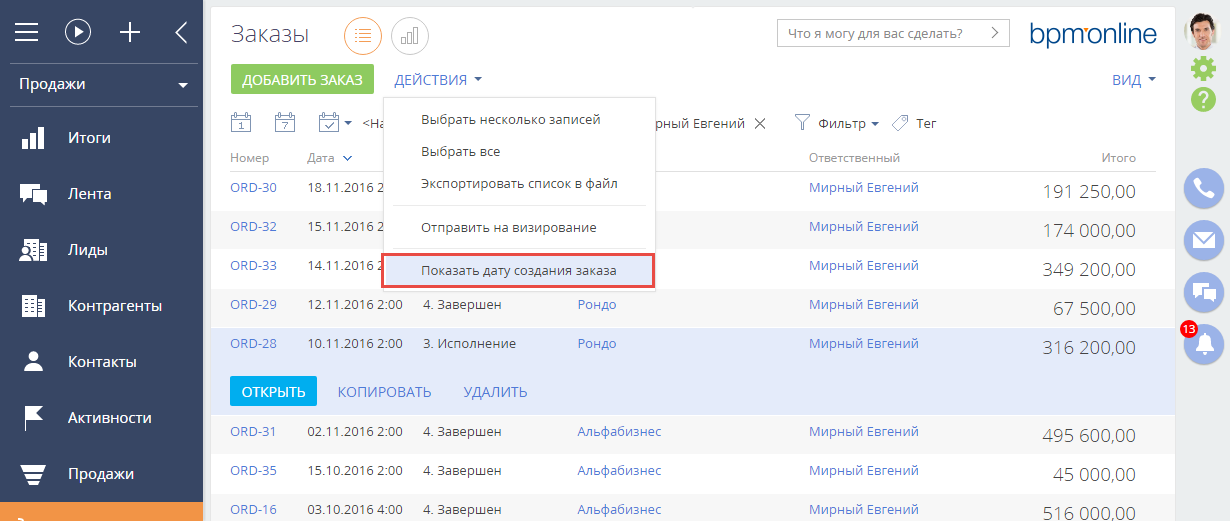 Заказы
Что я могу для вас сделать?
bpmonline
Продажи
ДОБАВИТЬ ЗАКАЗ
ДЕЙСТВИЯ
ВИД
Итоги
Лента
Лиды
Контрагенты
Контакты
Активности
Продажи
1
7
<На
рный Евгений
Фильтр
Тег
Выбрать несколько записей
Выбрать все
Экспортировать список в файл
Отправить на визирование
Показать дату создания заказа
Номер Дата Ответственный Итого
ORD-30 18.11.2016 2 Мирный Евгений 191 250,00
ORD-32 15.11.2016 2 Мирный Евгений 174 000,00
ORD-33 14.11.2016 2 Мирный Евгений 349 200,00
ORD-29 12.11.2016 2:00 4. Завершен Рондо Мирный Евгений 67 500,00
ORD-28 10.11.2016 2:00 3. Исполнение Рондо Мирный Евгений 316 200,00
ОТКРЫТЬ КОПИРОВАТЬ УДАЛИТЬ
ORD-31 02.11.2016 2:00 4. Завершен Альфабизнес Мирный Евгений 495 600,00
ORD-35 15.10.2016 2:00 4. Завершен Альфабизнес Мирный Евгений 45 000,00
ORD-16 03.10.2016 4:00 4. Завершен Альфабизнес Мирный Евгений 516 000,00
?
13